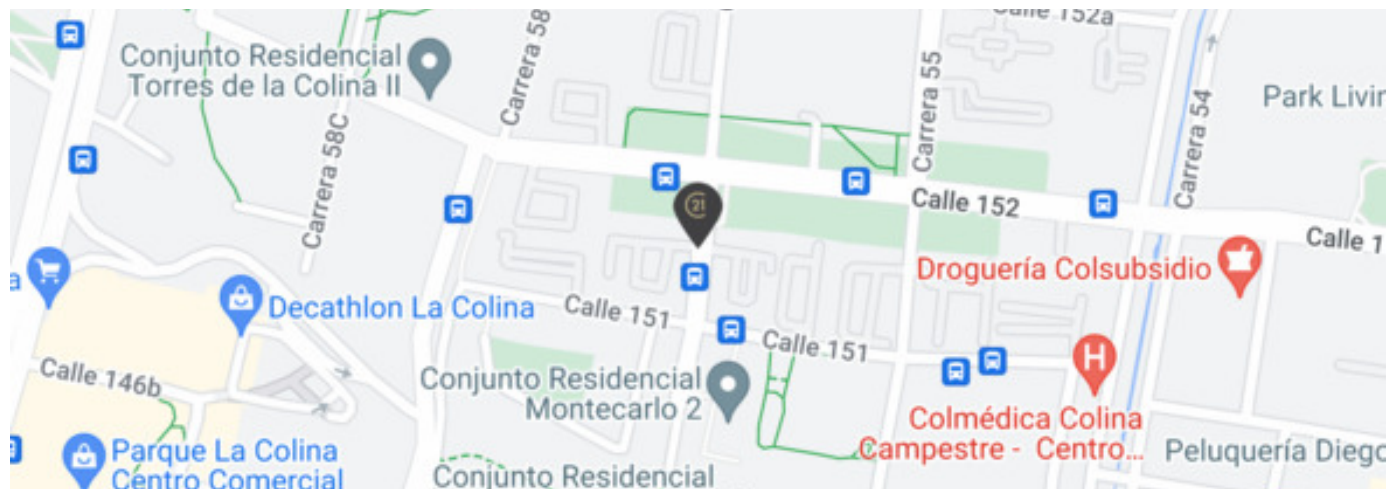 Calle 152a
Conjunto Residencial
Torres de la Colina II
Carrera 58
Carrera 55
Park Livin
Carrera 54
Carrera 58C
21
Calle 152
Calle 1
Droguería Colsubsidio
a
Decathlon La Colina
Calle 151
Calle 151
Calle 146b
Conjunto Residencial
Montecarlo 2
H
Colmédica Colina
Campestre - Centro...
Parque La Colina
Centro Comercial
Conjunto Residencial
Peluquería Diego